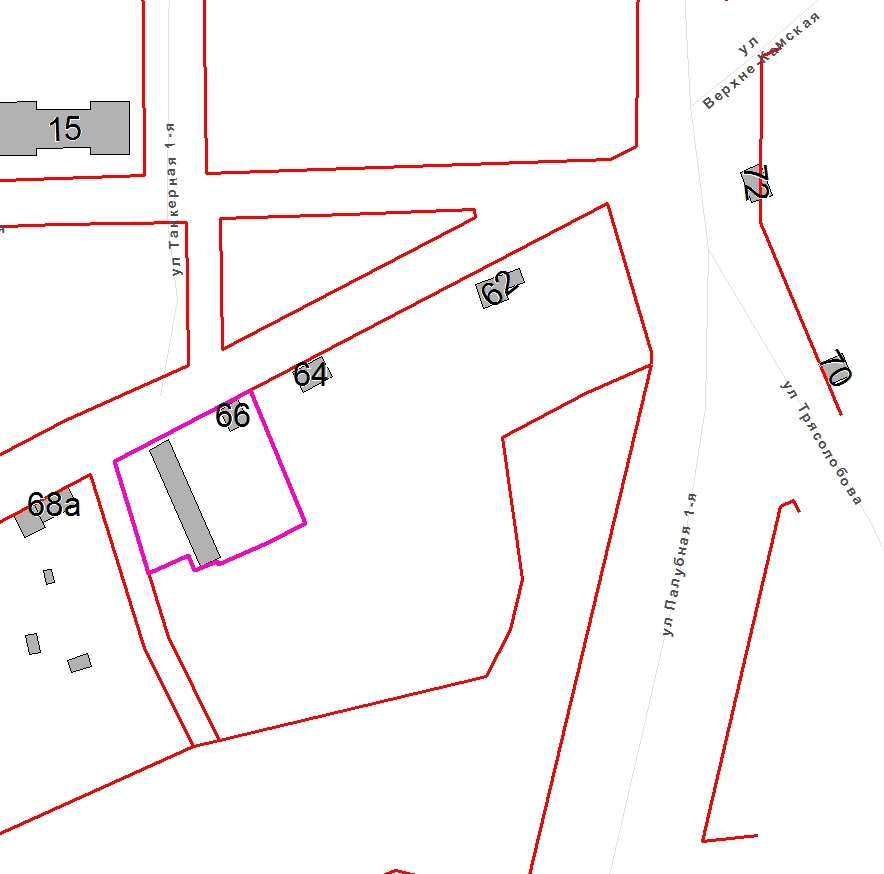 ул
Верхне-Камская
15
ул Танкерная 1-я
72
62
64
70
66
ул Трясолобова
68а
ул Палубная 1-я